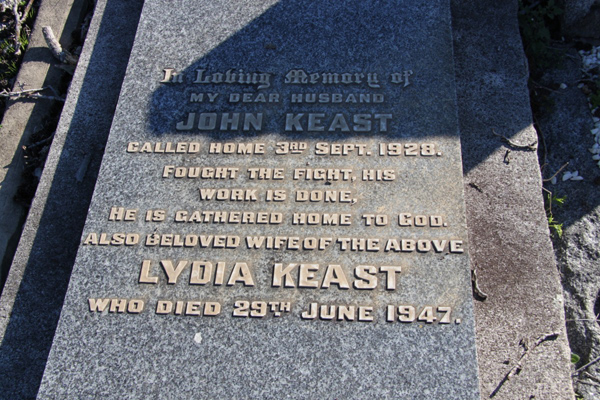 In Loving Memory of
MY DEAR HUSBAND
JOHN KEAST
CALLED HOME 3RD SEPT. 1928.
FOUGHT THE FIGHT, HIS
WORK IS DONE,
HE IS GATHERED HOME TO GOD.
ALSO BELOVED WIFE OF THE ABOVE
LYDIA KEAST
WHO DIED 29TH JUNE 1947.